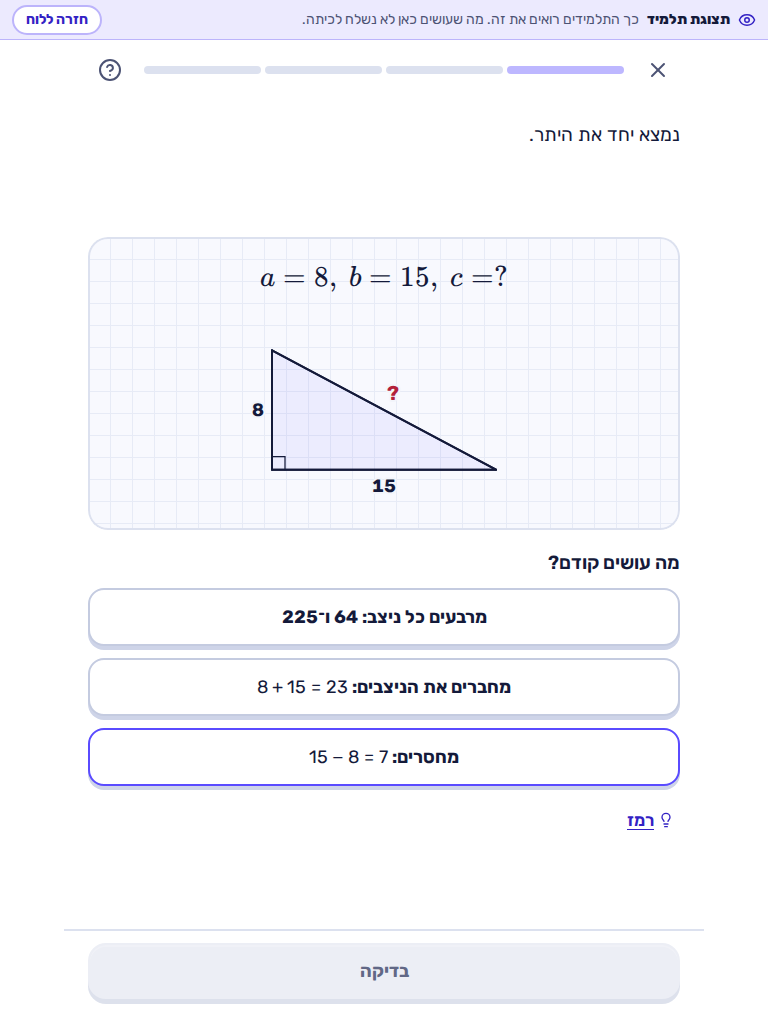 תצוגת תלמיד כך התלמידים רואים את זה. מה שעושים כאן לא נשלח לכיתה. חזרה ללוח
נמצא יחד את היתר.
a = 8, b = 15, c =?
?
8
15
מה עושים קודם?
מרבעים כל ניצב: 64 ו־225
מחברים את הניצבים: 8 + 15 = 23
מחסרים: 15 − 8 = 7
רמז
בדיקה